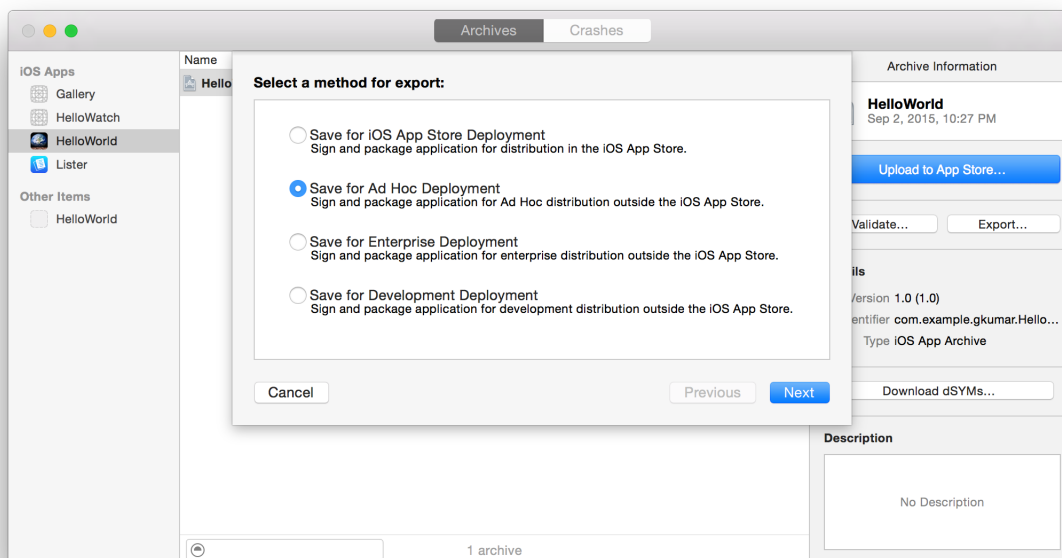 Archives
Crashes
iOS Apps
Gallery
HelloWatch
HelloWorld
Lister
Other Items
HelloWorld
Name
Hello
Select a method for export:
Save for iOS App Store Deployment
Sign and package application for distribution in the iOS App Store.
Save for Ad Hoc Deployment
Sign and package application for Ad Hoc distribution outside the iOS App Store.
Save for Enterprise Deployment
Sign and package application for enterprise distribution outside the iOS App Store.
Save for Development Deployment
Sign and package application for development distribution outside the iOS App Store.
Cancel
Previous
Next
Archive Information
HelloWorld
Sep 2, 2015, 10:27 PM
Upload to App Store...
Validate...
Export...
ils
Version 1.0 (1.0)
entifier com.example.gkumar.Hello...
Type iOS App Archive
Download dSYMs...
Description
No Description
1 archive